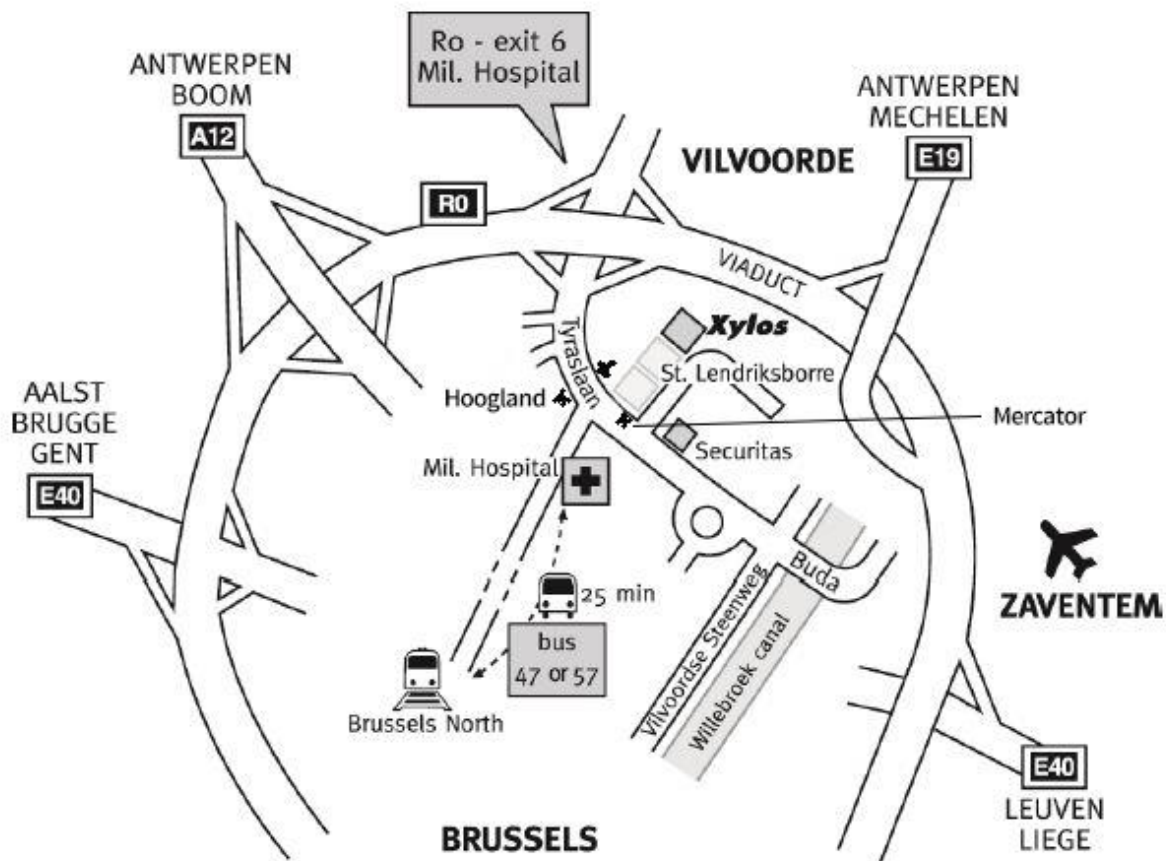 Ro - exit 6
Mil. Hospital
ANTWERPEN
BOOM
A12
ANTWERPEN
MECHELEN
E19
VILVOORDE
R0
VIADUCT
Xylos
Tyraslaan
St. Lendriksborre
Hoogland
Mercator
AALST
BRUGGE
GENT
E40
Securitas
Mil. Hospital
Buda
25 min
bus
47 or 57
ZAVENTEM
Vilvoordse Steenweg
Willebroek canal
Brussels North
E40
LEUVEN
LIEGE
BRUSSELS